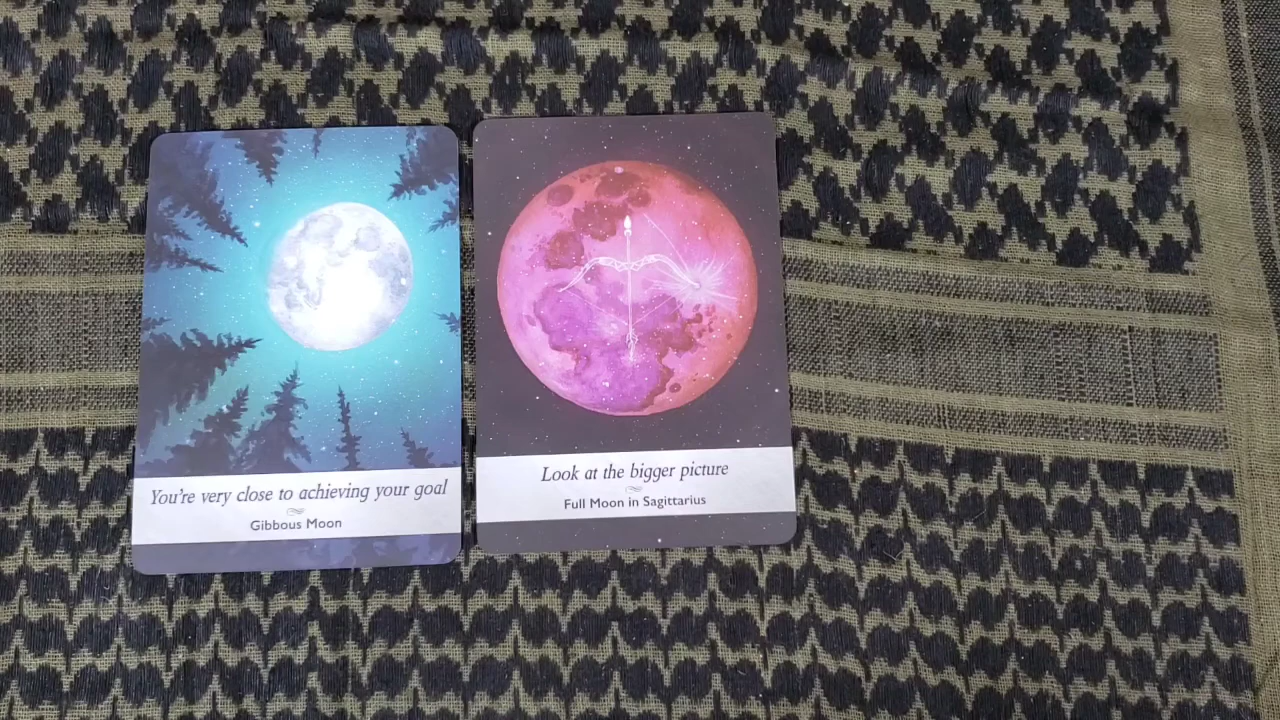 You're very close to achieving your goal
Gibbous Moon
Look at the bigger picture
Full Moon in Sagittarius